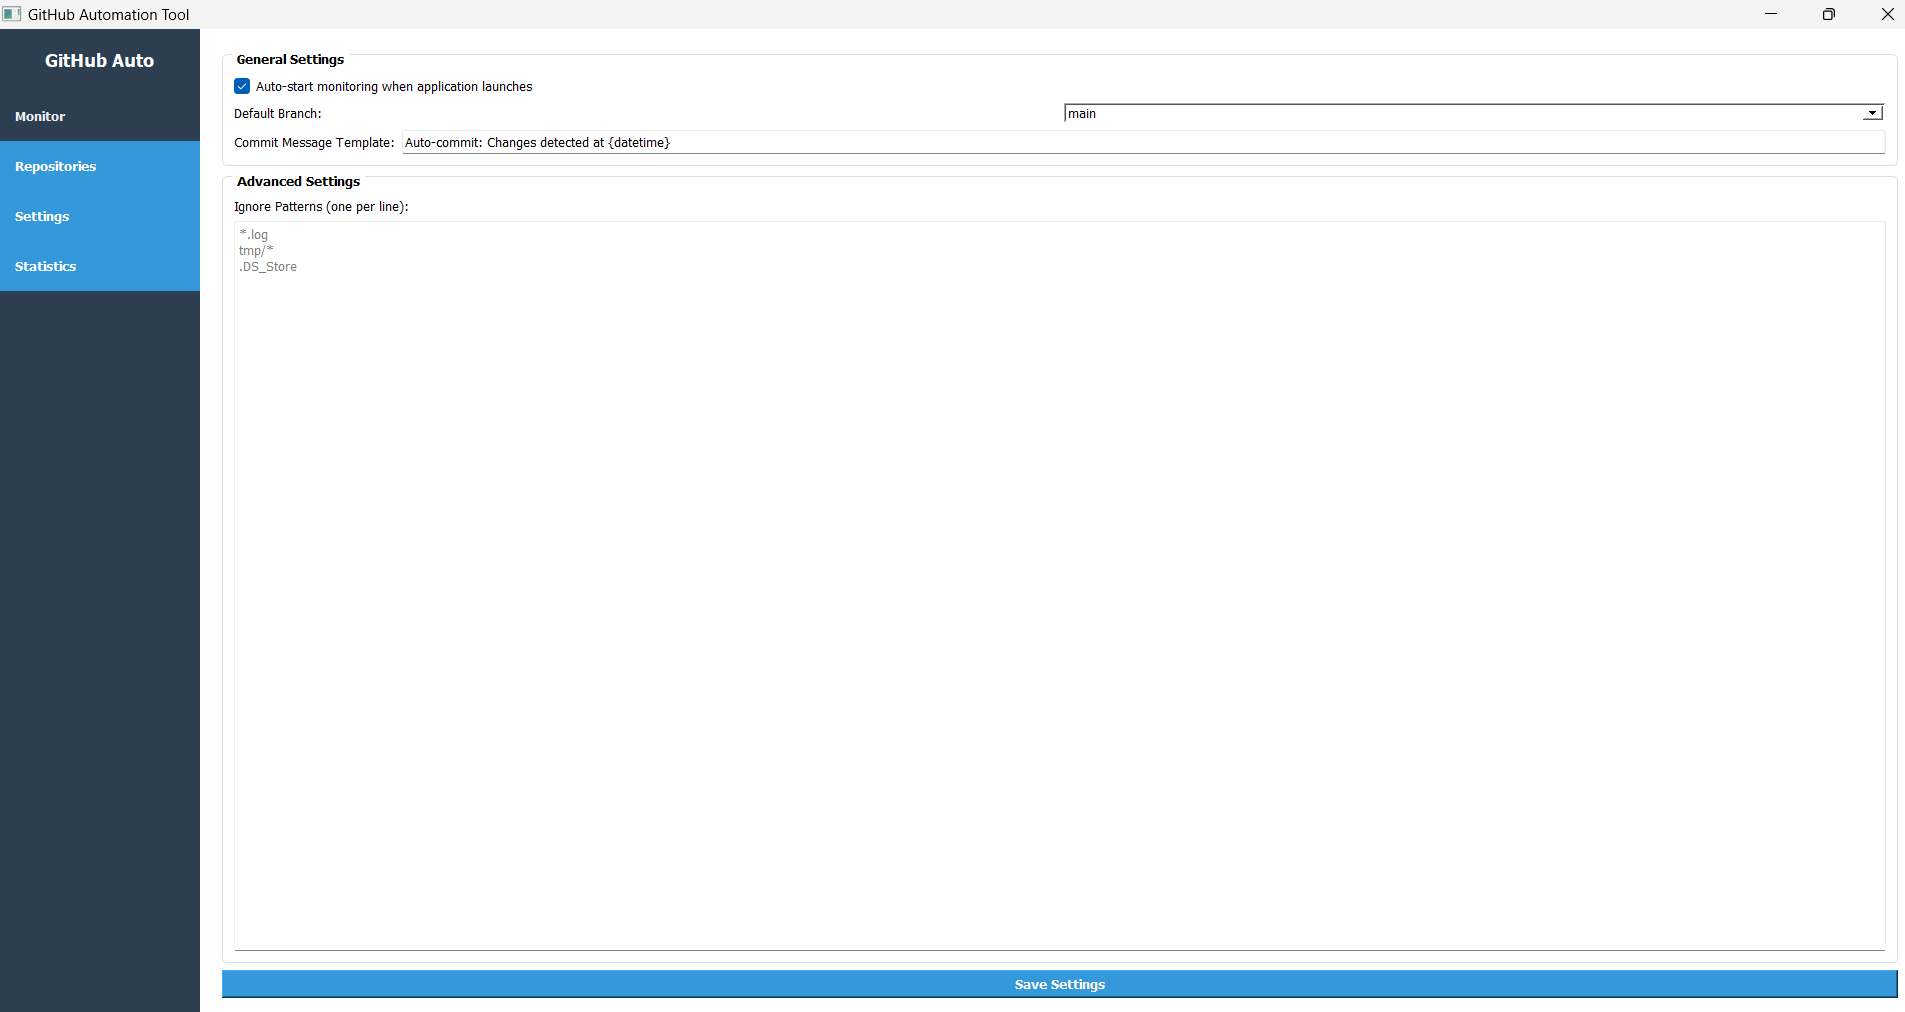 GitHub Automation Tool
GitHub Auto
Monitor
Repositories
Settings
Statistics
General Settings
Auto-start monitoring when application launches
Default Branch:
main
Commit Message Template:
Auto-commit: Changes detected at {datetime}
Advanced Settings
Ignore Patterns (one per line):
*.log
tmp/*
.DS_Store
Save Settings